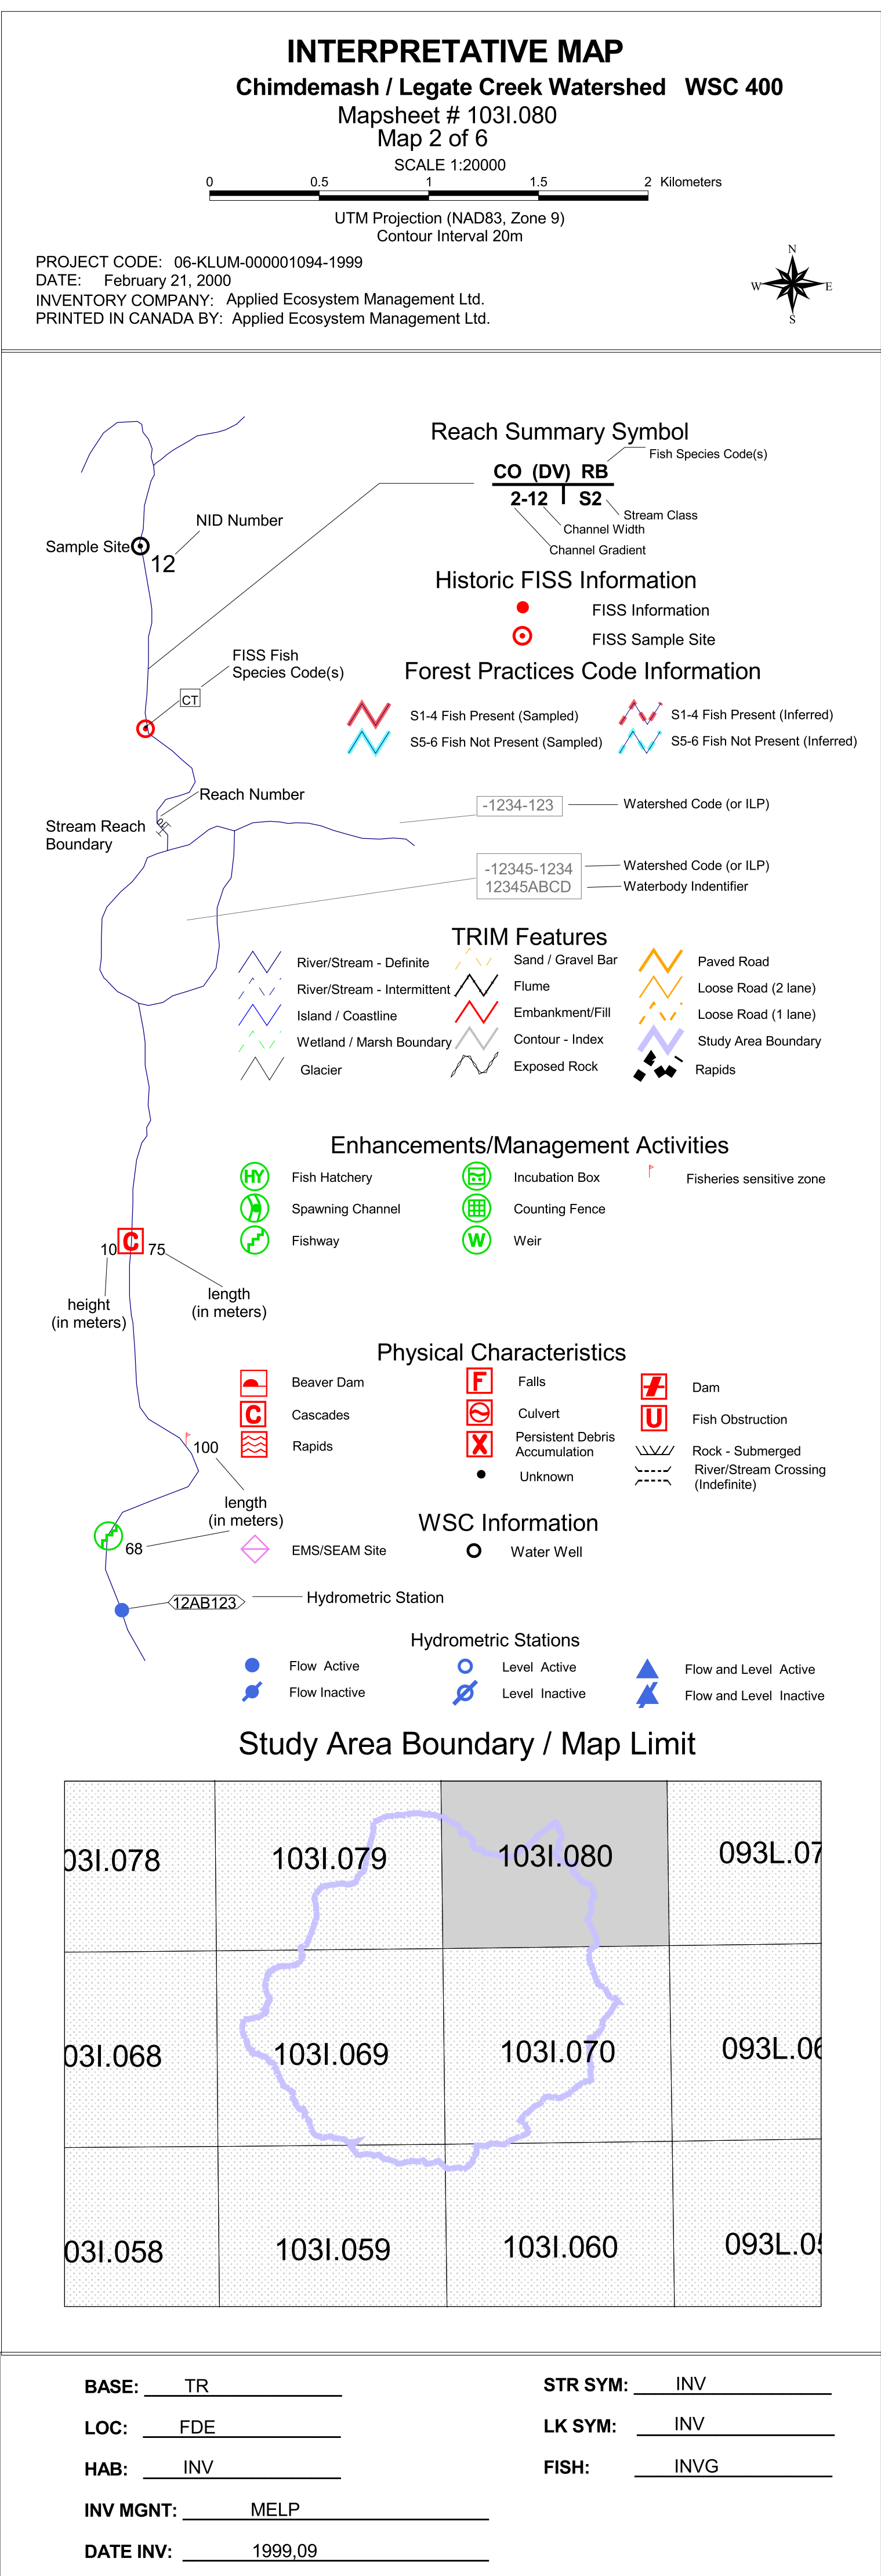 INTERPRETATIVE MAP
Chimdemash / Legate Creek Watershed WSC 400
Mapsheet # 103I.080
Map 2 of 6
SCALE 1:20000
0 0.5 1 1.5 2 Kilometers
UTM Projection (NAD83, Zone 9)
Contour Interval 20m
PROJECT CODE: 06-KLUM-000001094-1999
DATE: February 21, 2000
INVENTORY COMPANY: Applied Ecosystem Management Ltd.
PRINTED IN CANADA BY: Applied Ecosystem Management Ltd.
N
W E
S
Reach Summary Symbol
Fish Species Code(s)
CO (DV) RB
2-12 S2
Stream Class
Channel Width
Channel Gradient
NID Number
Sample Site
12
Historic FISS Information
FISS Information
FISS Sample Site
FISS Fish
Species Code(s)
CT
Forest Practices Code Information
S1-4 Fish Present (Sampled)
S1-4 Fish Present (Inferred)
S5-6 Fish Not Present (Sampled)
S5-6 Fish Not Present (Inferred)
Reach Number
Stream Reach
Boundary
-1234-123
Watershed Code (or ILP)
-12345-1234
12345ABCD
Watershed Code (or ILP)
Waterbody Indentifier
TRIM Features
River/Stream - Definite
Sand / Gravel Bar
Paved Road
River/Stream - Intermittent
Flume
Loose Road (2 lane)
Island / Coastline
Embankment/Fill
Loose Road (1 lane)
Wetland / Marsh Boundary
Contour - Index
Study Area Boundary
Glacier
Exposed Rock
Rapids
Enhancements/Management Activities
HY
Fish Hatchery
Incubation Box
Fisheries sensitive zone
Spawning Channel
Counting Fence
Fishway
W
Weir
10
C
75
height
(in meters)
length
(in meters)
Physical Characteristics
Beaver Dam
F
Falls
Dam
C
Cascades
Culvert
U
Fish Obstruction
Rapids
X
Persistent Debris
Accumulation
Rock - Submerged
Unknown
River/Stream Crossing
(Indefinite)
100
length
(in meters)
68
WSC Information
EMS/SEAM Site
Water Well
12AB123
Hydrometric Station
Hydrometric Stations
Flow Active
Level Active
Flow and Level Active
Flow Inactive
Level Inactive
Flow and Level Inactive
Study Area Boundary / Map Limit
03I.078 103I.079 103I.080 093L.07
03I.068 103I.069 103I.070 093L.06
03I.058 103I.059 103I.060 093L.05
BASE: TR
STR SYM: INV
LOC: FDE
LK SYM: INV
HAB: INV
FISH: INVG
INV MGNT: MELP
DATE INV: 1999,09